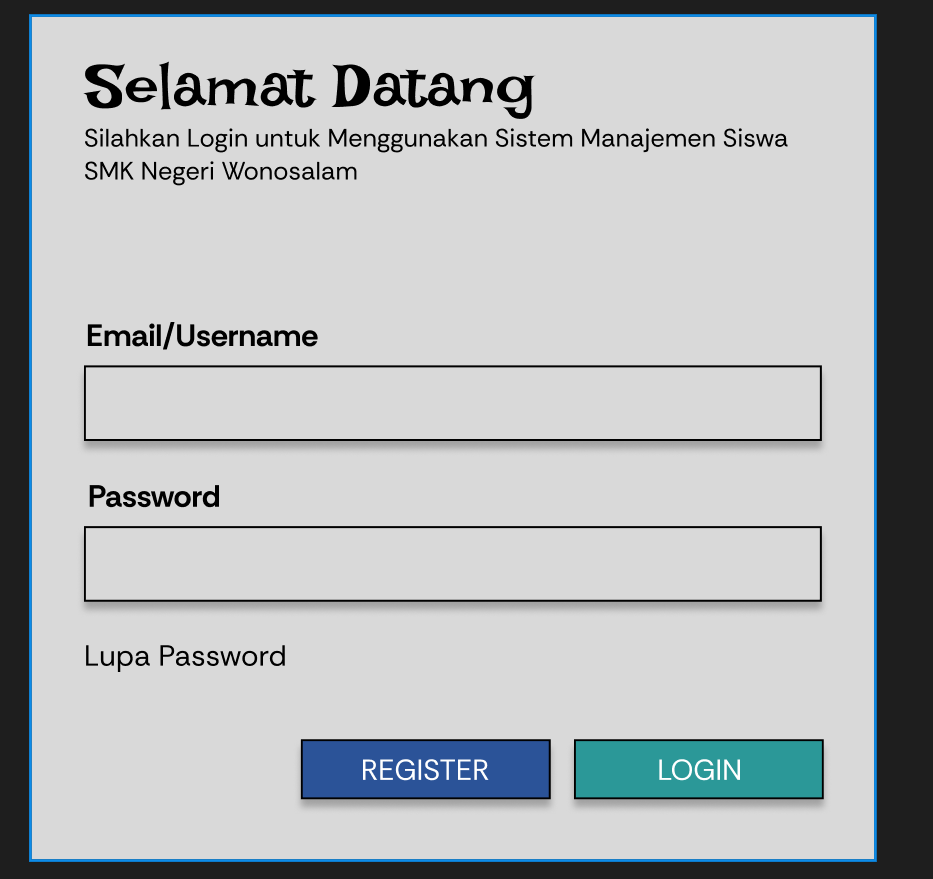 Selamat Datang
Silahkan Login untuk Menggunakan Sistem Manajemen Siswa
SMK Negeri Wonosalam
Email/Username
Password
Lupa Password
REGISTER
LOGIN